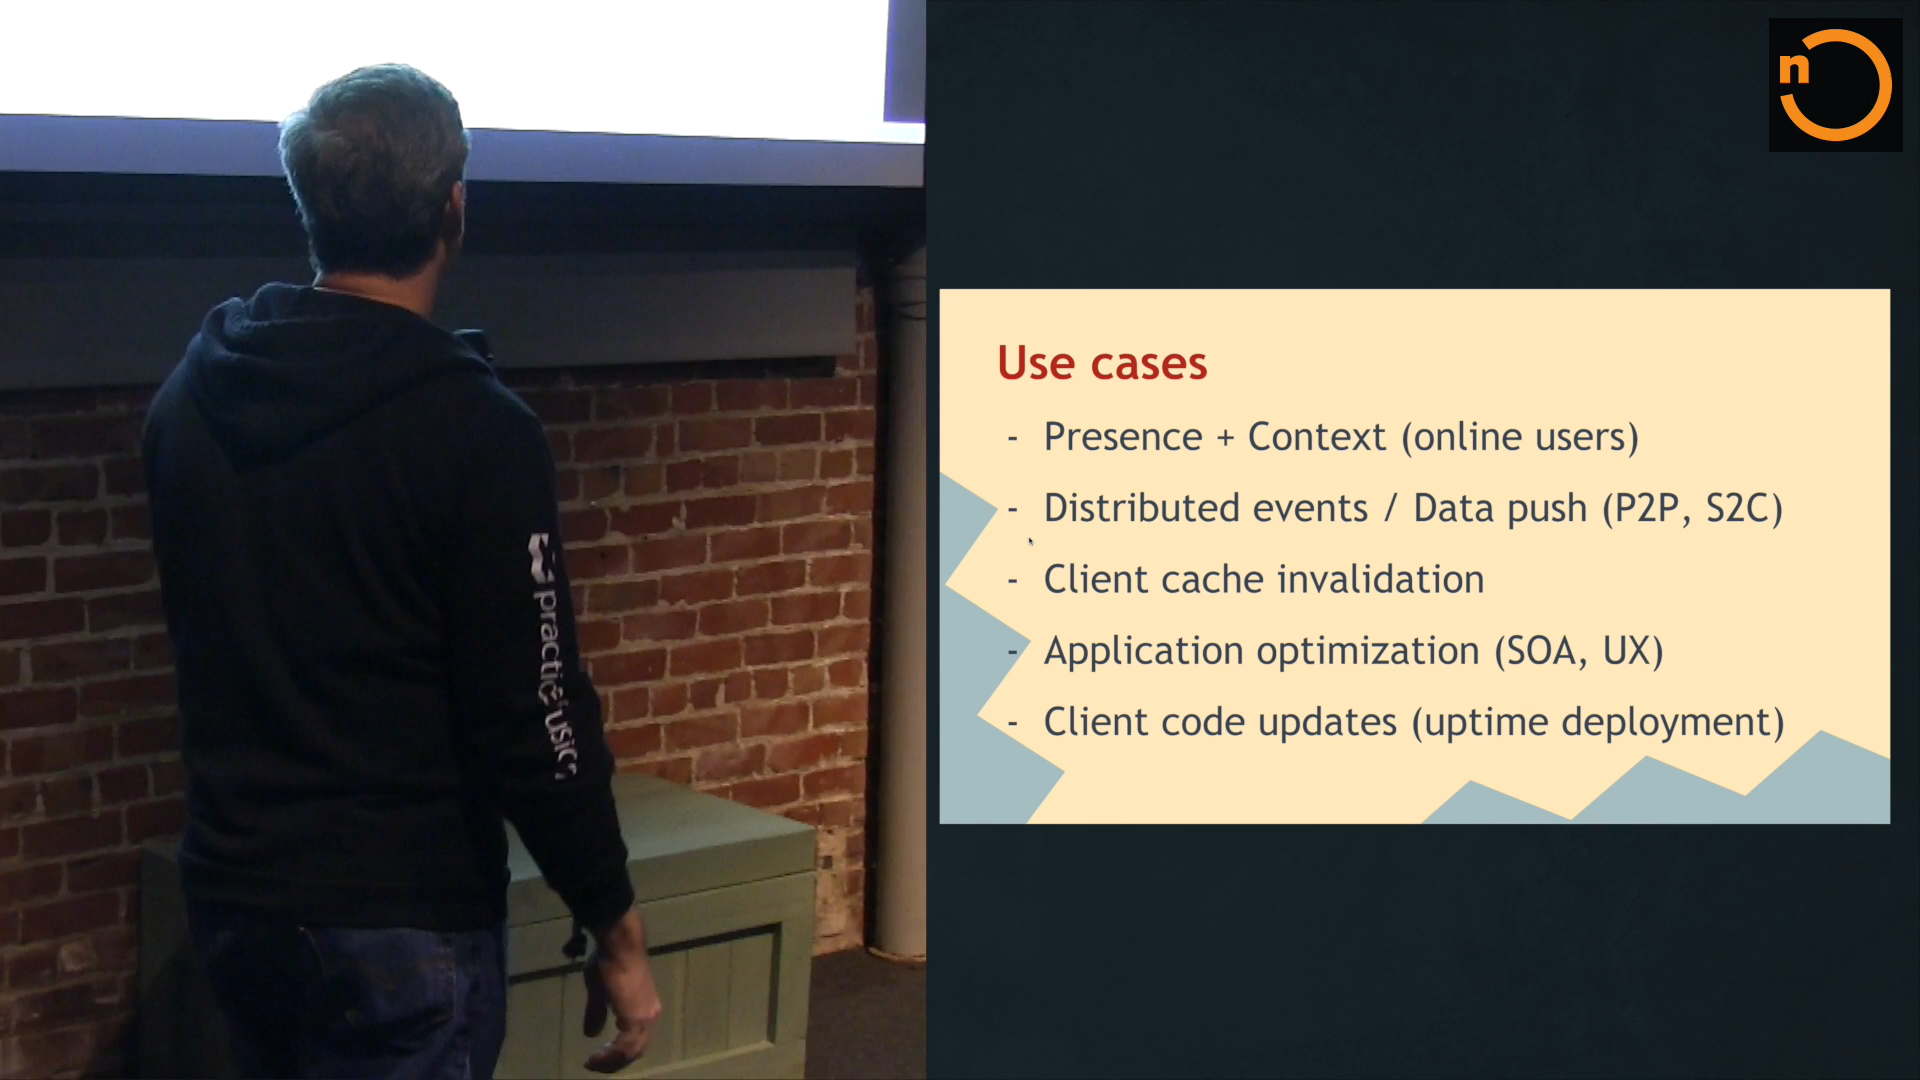 n
Use cases
- Presence + Context (online users)
- Distributed events / Data push (P2P, S2C)
- Client cache invalidation
- Application optimization (SOA, UX)
- Client code updates (uptime deployment)